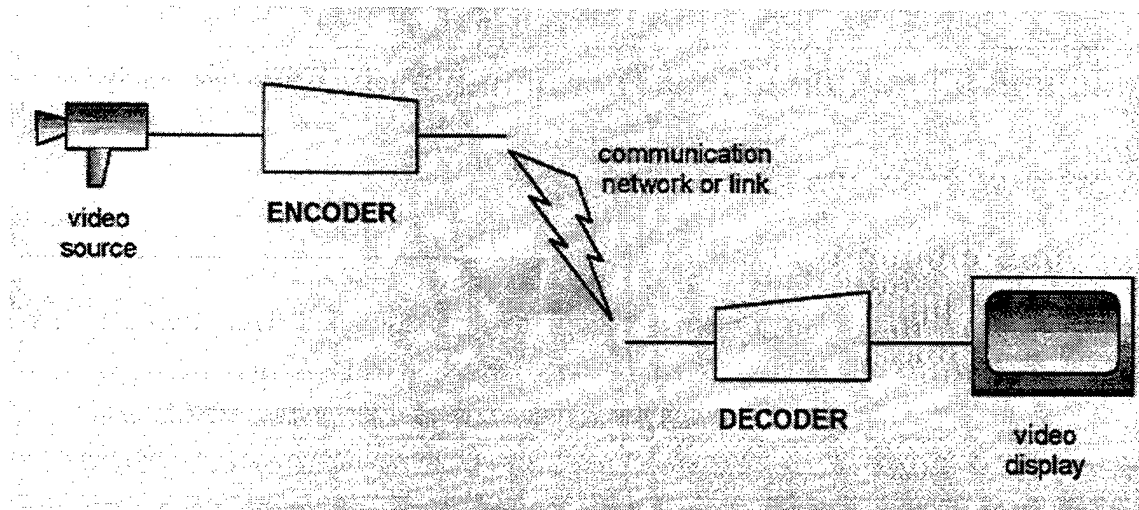 video
source
ENCODER
communication
network or link
DECODER
video
display